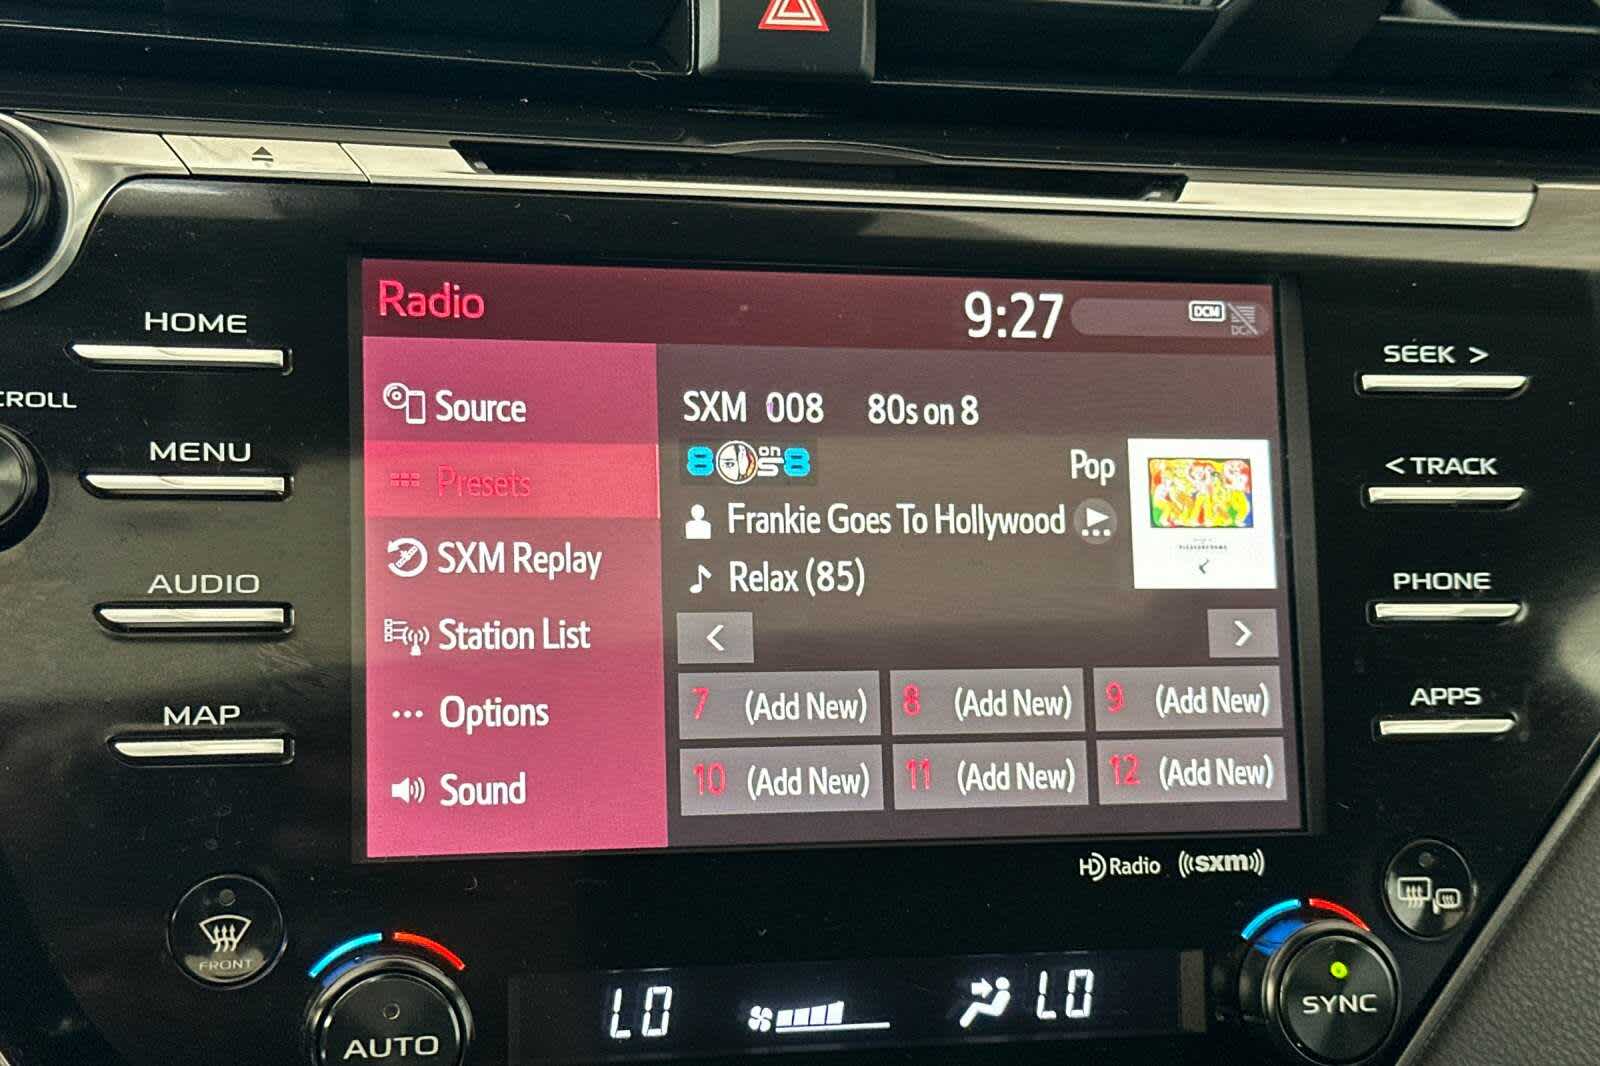 HOME
SCROLL
MENU
AUDIO
MAP
Radio
9:27
DCM
Source
Presets
SXM Replay
Station List
Options
Sound
SXM 008 80s on 8
80s on 8
Pop
Frankie Goes To Hollywood
Relax (85)
<
>
7 (Add New)
8 (Add New)
9 (Add New)
10 (Add New)
11 (Add New)
12 (Add New)
SEEK >
< TRACK
PHONE
APPS
HD Radio
((sxm))
FRONT
AUTO
LO
LO
SYNC